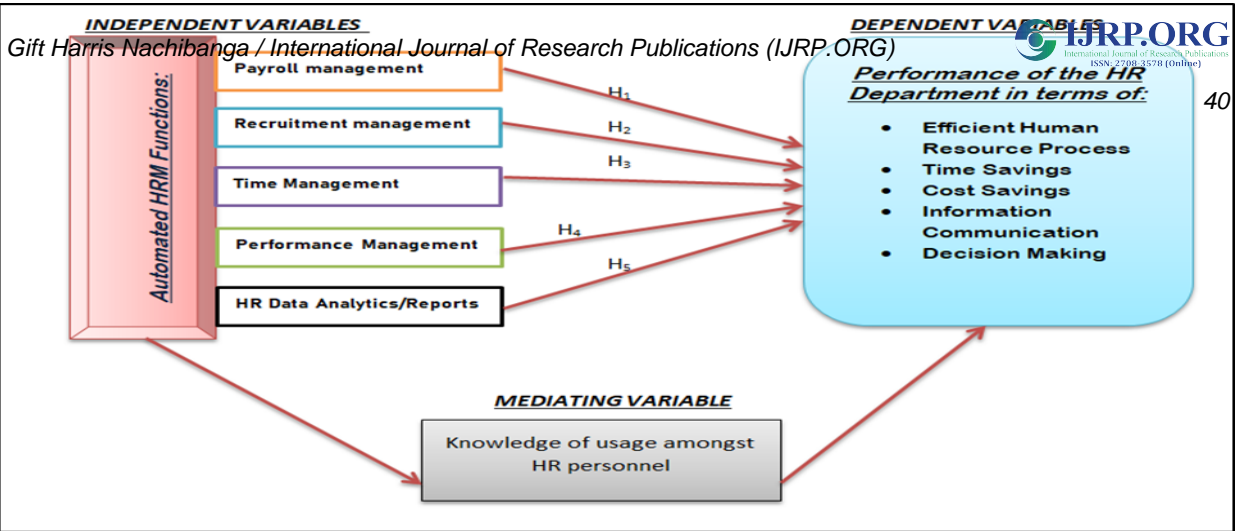 INDEPENDENT VARIABLES
DEPENDENT VARIABLES
Gift Harris Nachibanga / International Journal of Research Publications (IJRP.ORG)
IJRP.ORG
International Journal of Research Publications
ISSN: 2708-3578 (Online)
40
Automated HRM Functions:
Payroll management
Recruitment management
Time Management
Performance Management
HR Data Analytics/Reports
H₁
H₂
H₃
H₄
H₅
Performance of the HR
Department in terms of:
• Efficient Human
Resource Process
• Time Savings
• Cost Savings
• Information
Communication
• Decision Making
MEDIATING VARIABLE
Knowledge of usage amongst
HR personnel